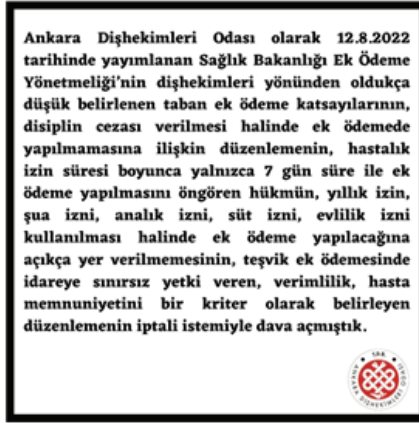 Ankara Dişhekimleri Odası olarak 12.8.2022
tarihinde yayımlanan Sağlık Bakanlığı Ek Ödeme
Yönetmeliği'nin dişhekimleri yönünden oldukça
düşük belirlenen taban ek ödeme katsayılarının,
disiplin cezası verilmesi halinde ek ödemede
yapılmamasına ilişkin düzenlemenin, hastalık
izin süresi boyunca yalnızca 7 gün süre ile ek
ödeme yapılmasını öngören hükmün, yıllık izin,
şua izni, analık izni, süt izni, evlilik izni
kullanılması halinde ek ödeme yapılacağına
açıkça yer verilmemesinin, teşvik ek ödemesinde
idareye sınırsız yetki veren, verimlilik, hasta
memnuniyetini bir kriter olarak belirleyen
düzenlemenin iptali istemiyle dava açmıştık.